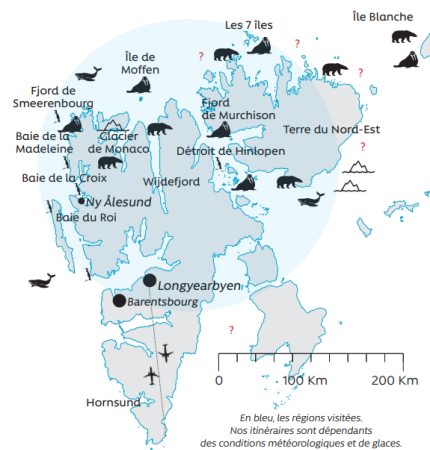 Les 7 îles
Île Blanche
?
?
Île de
Moffen
?
Fjord de
Smeerenbourg
Fjord
de Murchison
Baie de la
Madeleine
Glacier
de Monaco
Terre du Nord-Est
?
Détroit de Hinlopen
Baie de la Croix
Wijdefjord
Ny Ålesund
Baie du Roi
Longyearbyen
Barentsbourg
?
0
100 Km
200 Km
Hornsund
En bleu, les régions visitées.
Nos itinéraires sont dépendants
des conditions météorologiques et de glaces.